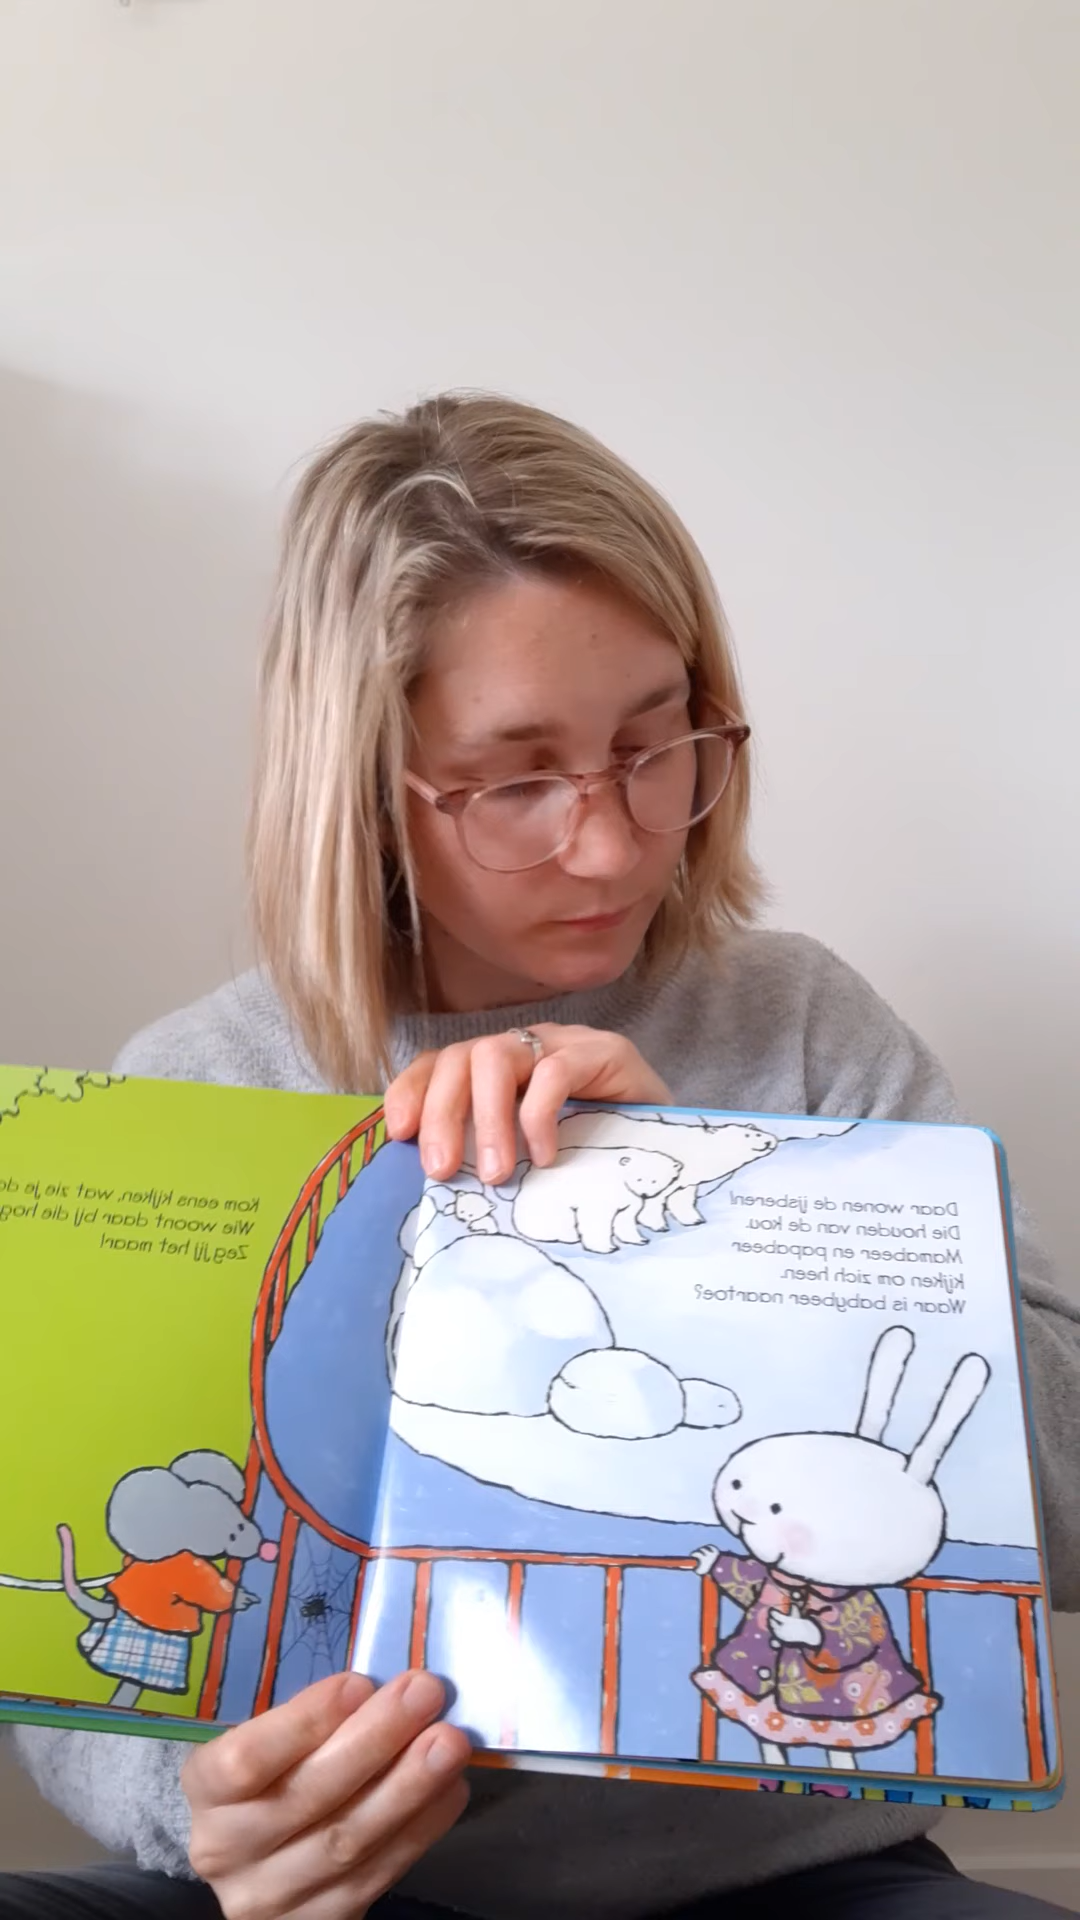 Kom eens kijken, wat zie je
Wie woont daar bij die
Zeg jij het maar!
Daar wonen de ijsberen!
Die houden van de kou.
Mamabeer en papabeer
kijken om zich heen.
Waar is babybeer naartoe?